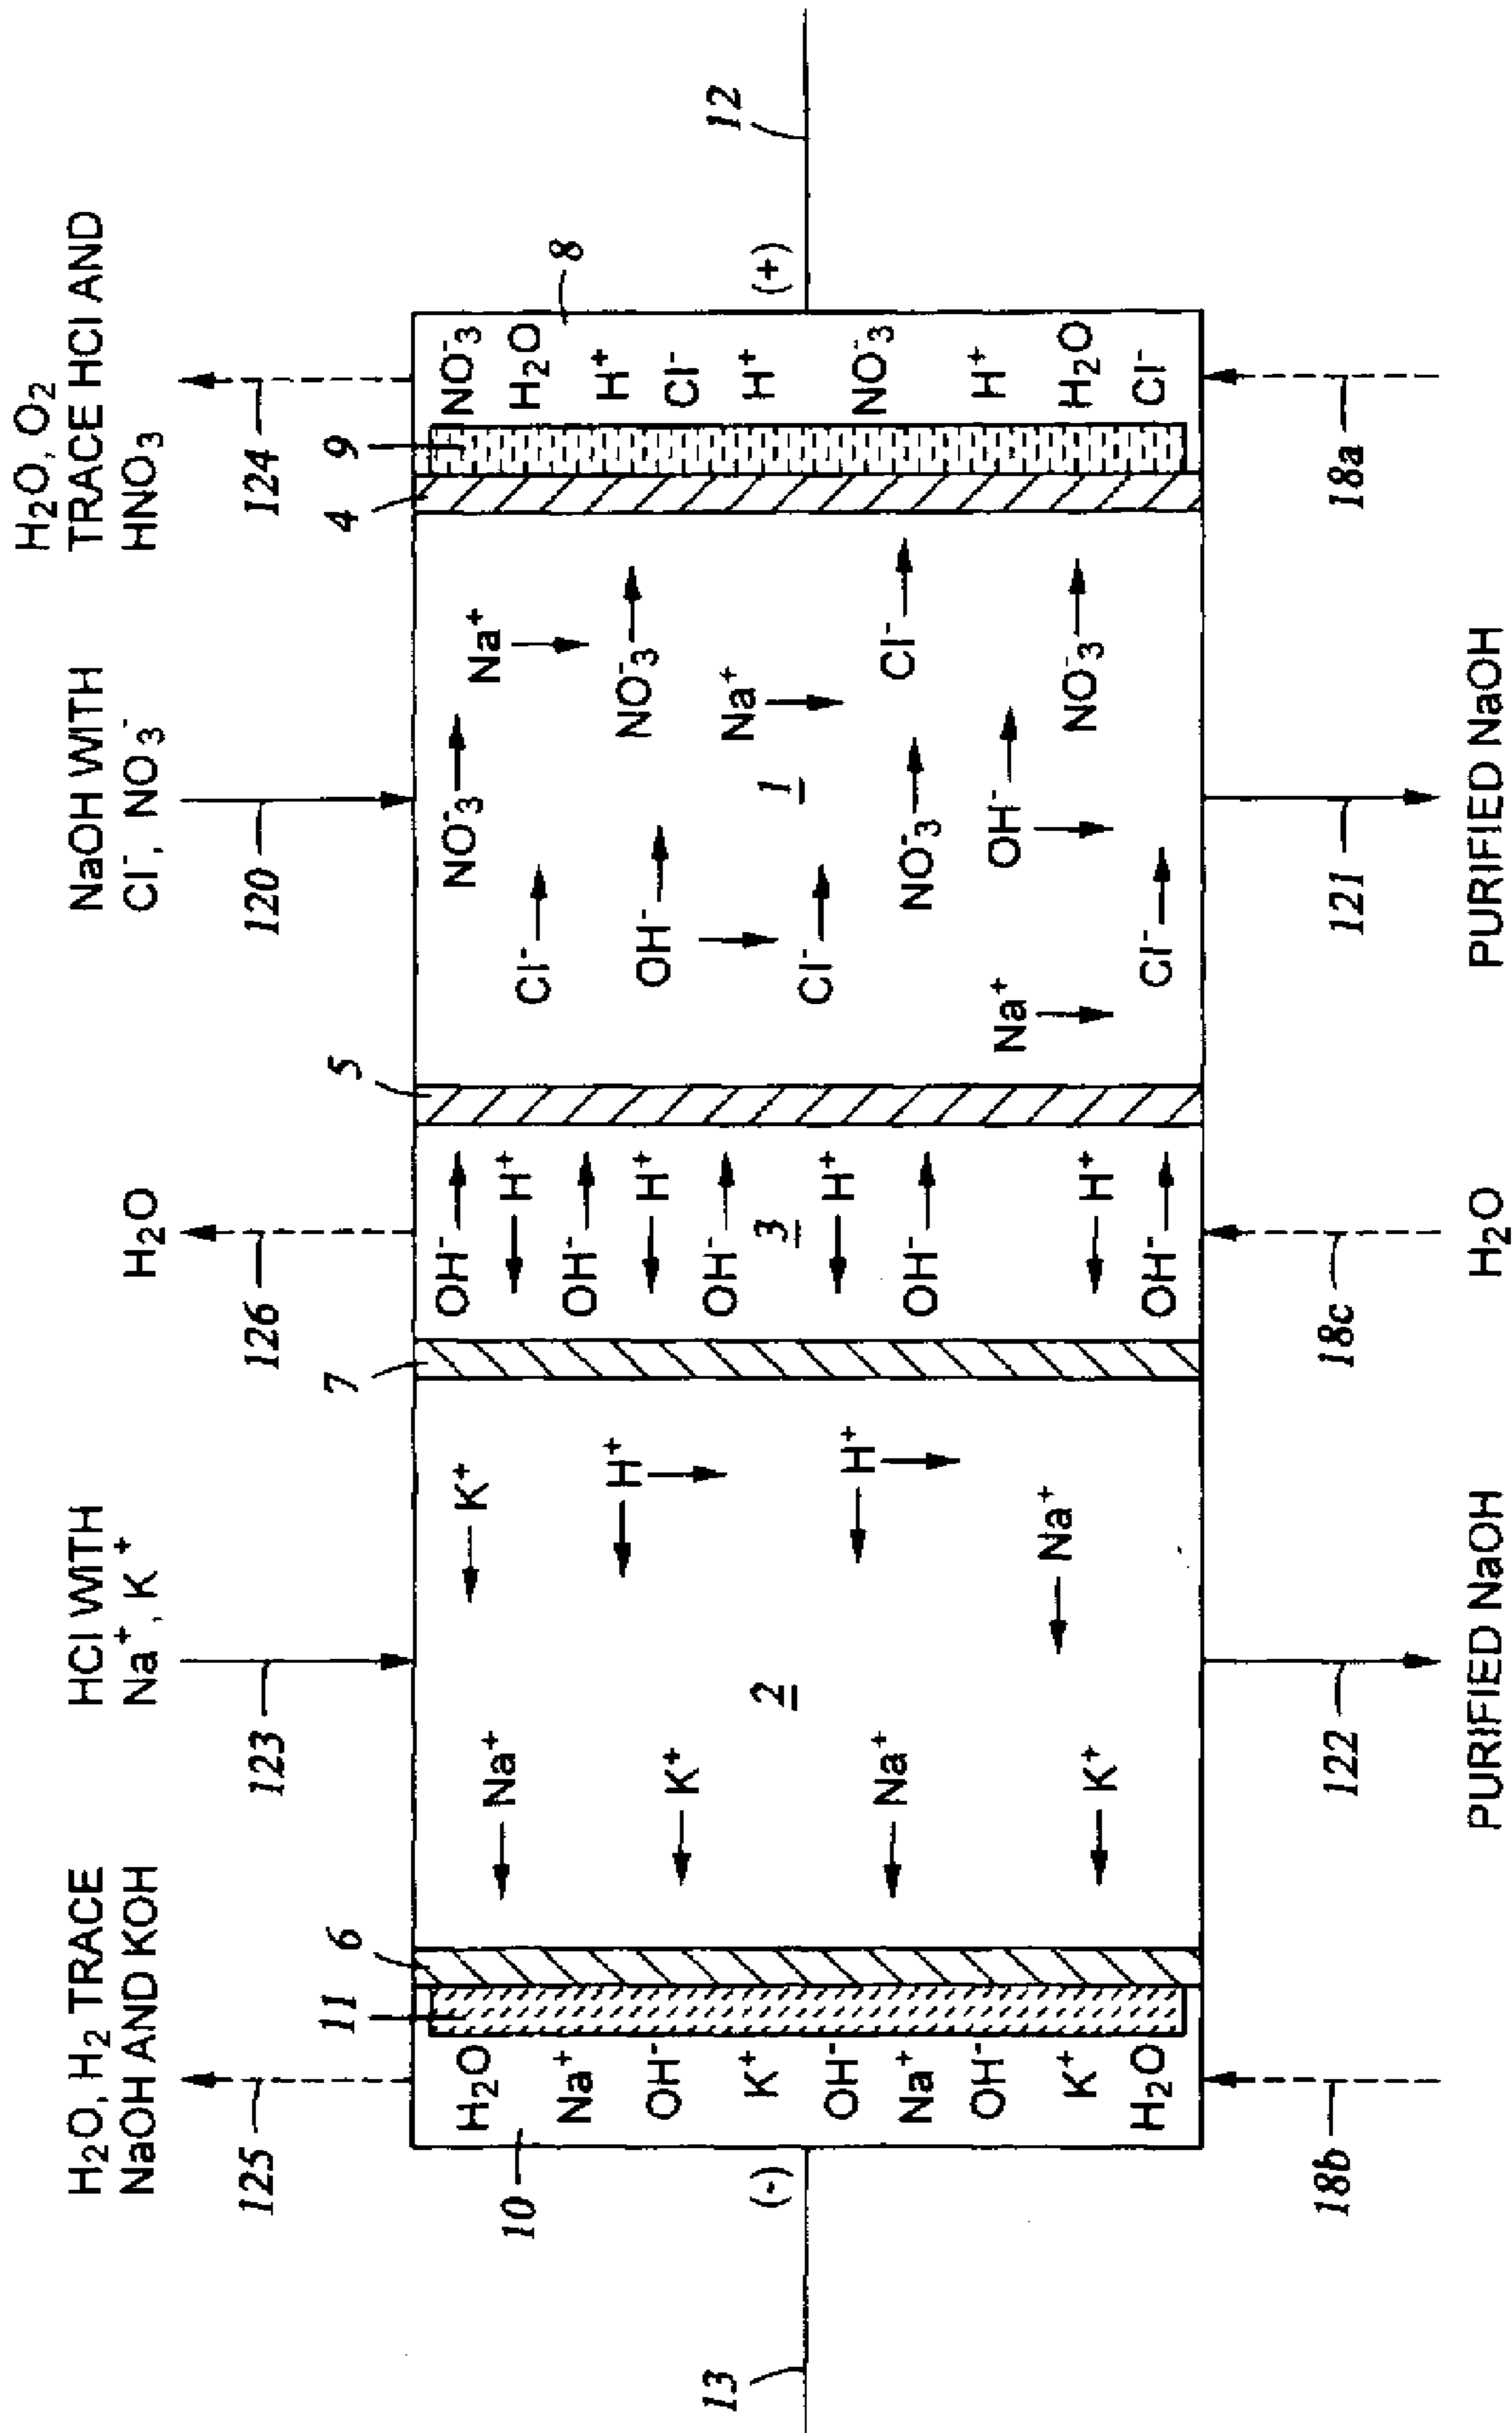 H2O, H2 TRACE
NaOH AND KOH
HCl WITH
Na+, K+
H2O
NaOH WITH
Cl-, NO3-
H2O, O2
TRACE HCl AND
HNO3
125
123
126
120
124
11
6
7
5
4
9
10
8
(-)
(+)
13
12
H2O
Na+
OH-
K+
OH-
Na+
OH-
K+
H2O
Na+
K+
K+
H+
2
Na+
H+
K+
Na+
OH-
H+
OH-
H+
OH-
3
H+
OH-
H+
OH-
NO3-
Na+
Cl-
NO3-
OH-
Na+
1
Cl-
Cl-
NO3-
OH-
Na+
NO3-
Cl-
NO3-
H2O
H+
Cl-
H+
NO3-
H+
H2O
Cl-
18b
122
18c
121
18a
PURIFIED NaOH
H2O
PURIFIED NaOH